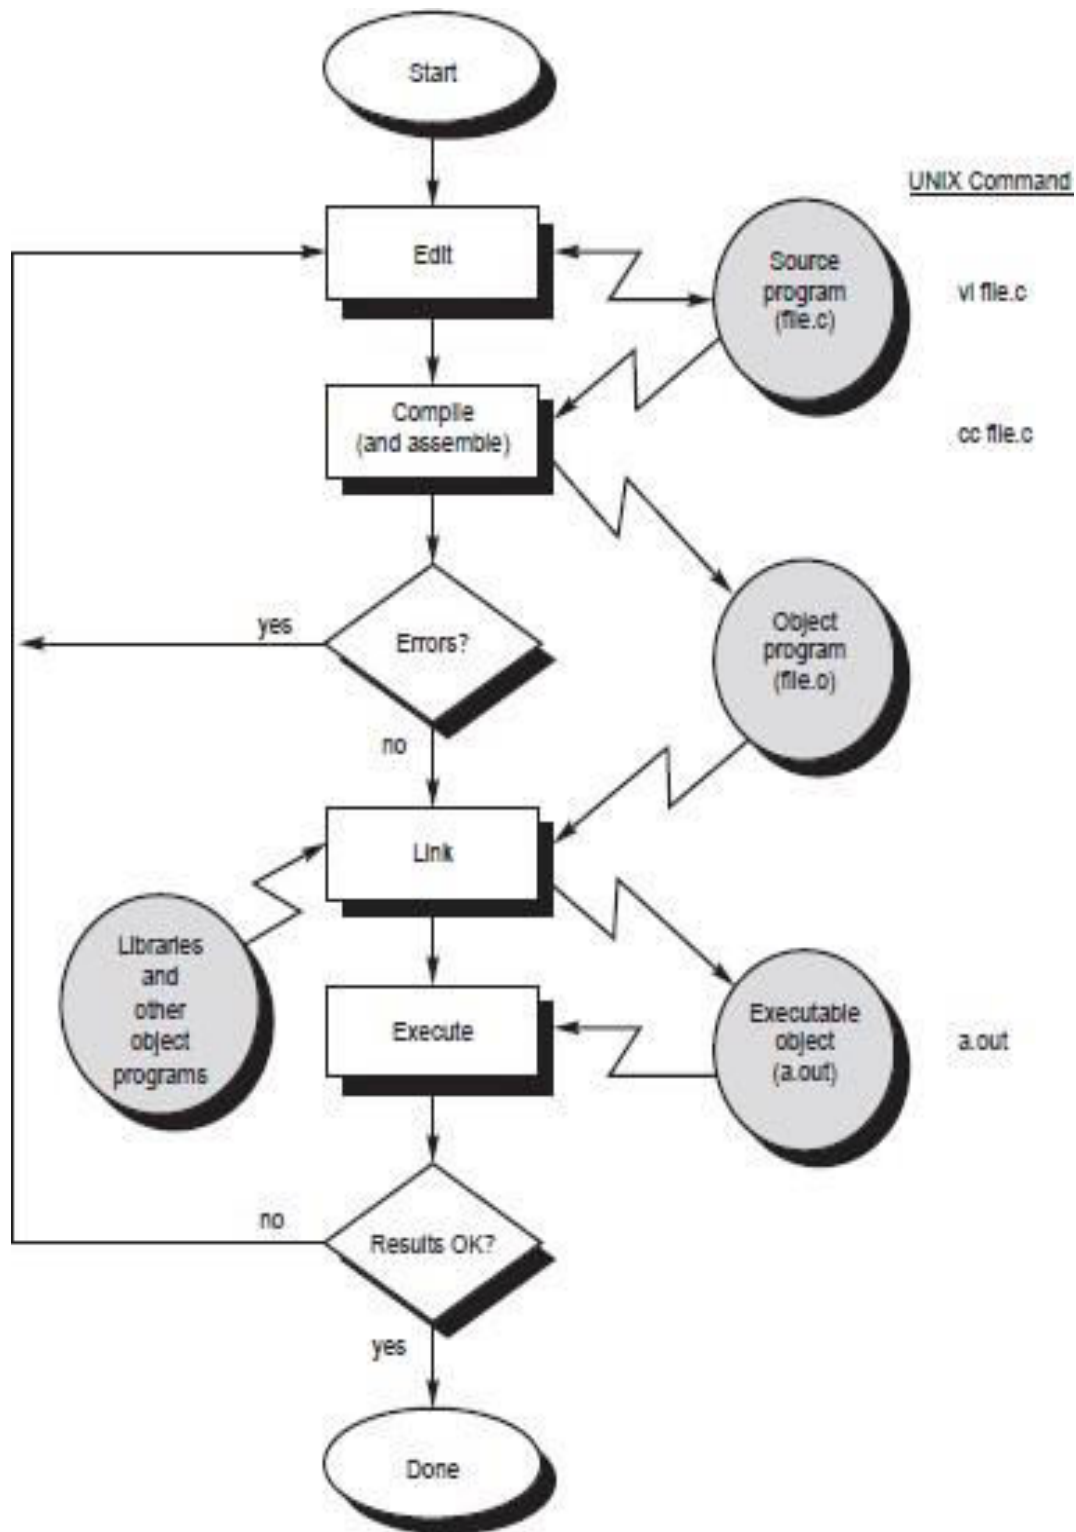 Start
UNIX Command
Edit
Source
program
(file.c)
vi file.c
Compile
(and assemble)
cc file.c
yes
Errors?
Object
program
(file.o)
no
Link
Libraries
and
other
object
programs
Execute
Executable
object
(a.out)
a.out
no
Results OK?
yes
Done